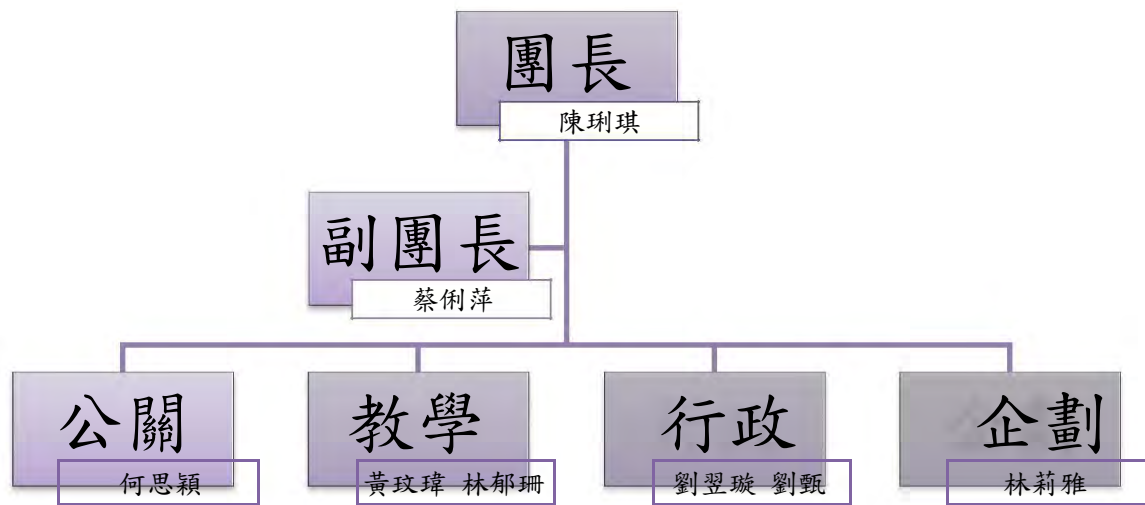 團長
陳琍琪
副團長
蔡俐萍
公關
何思穎
教學
黃玟瑋 林郁珊
行政
劉翌璇 劉甄
企劃
林莉雅